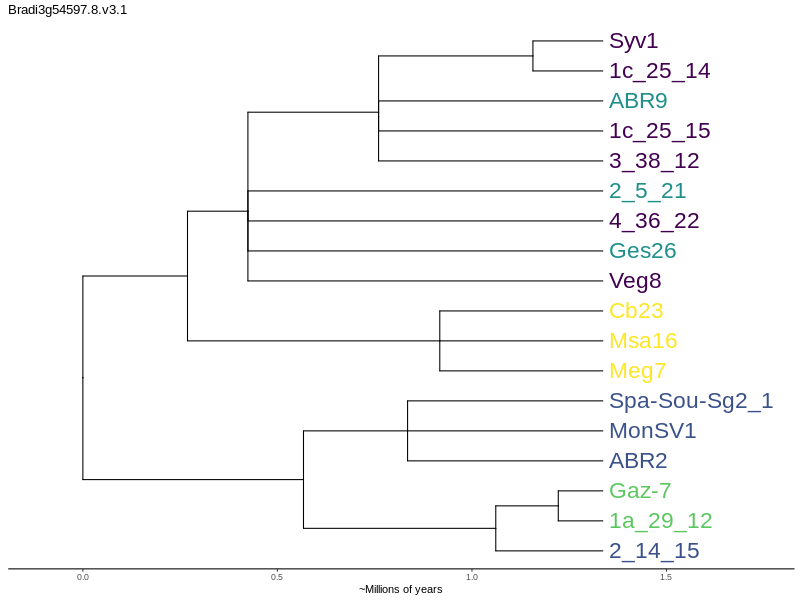 Bradi3g54597.8.v3.1
Syv1
1c_25_14
ABR9
1c_25_15
3_38_12
2_5_21
4_36_22
Ges26
Veg8
Cb23
Msa16
Meg7
Spa-Sou-Sg2_1
MonSV1
ABR2
Gaz-7
1a_29_12
2_14_15
0.0 0.5 1.0 1.5
~Millions of years